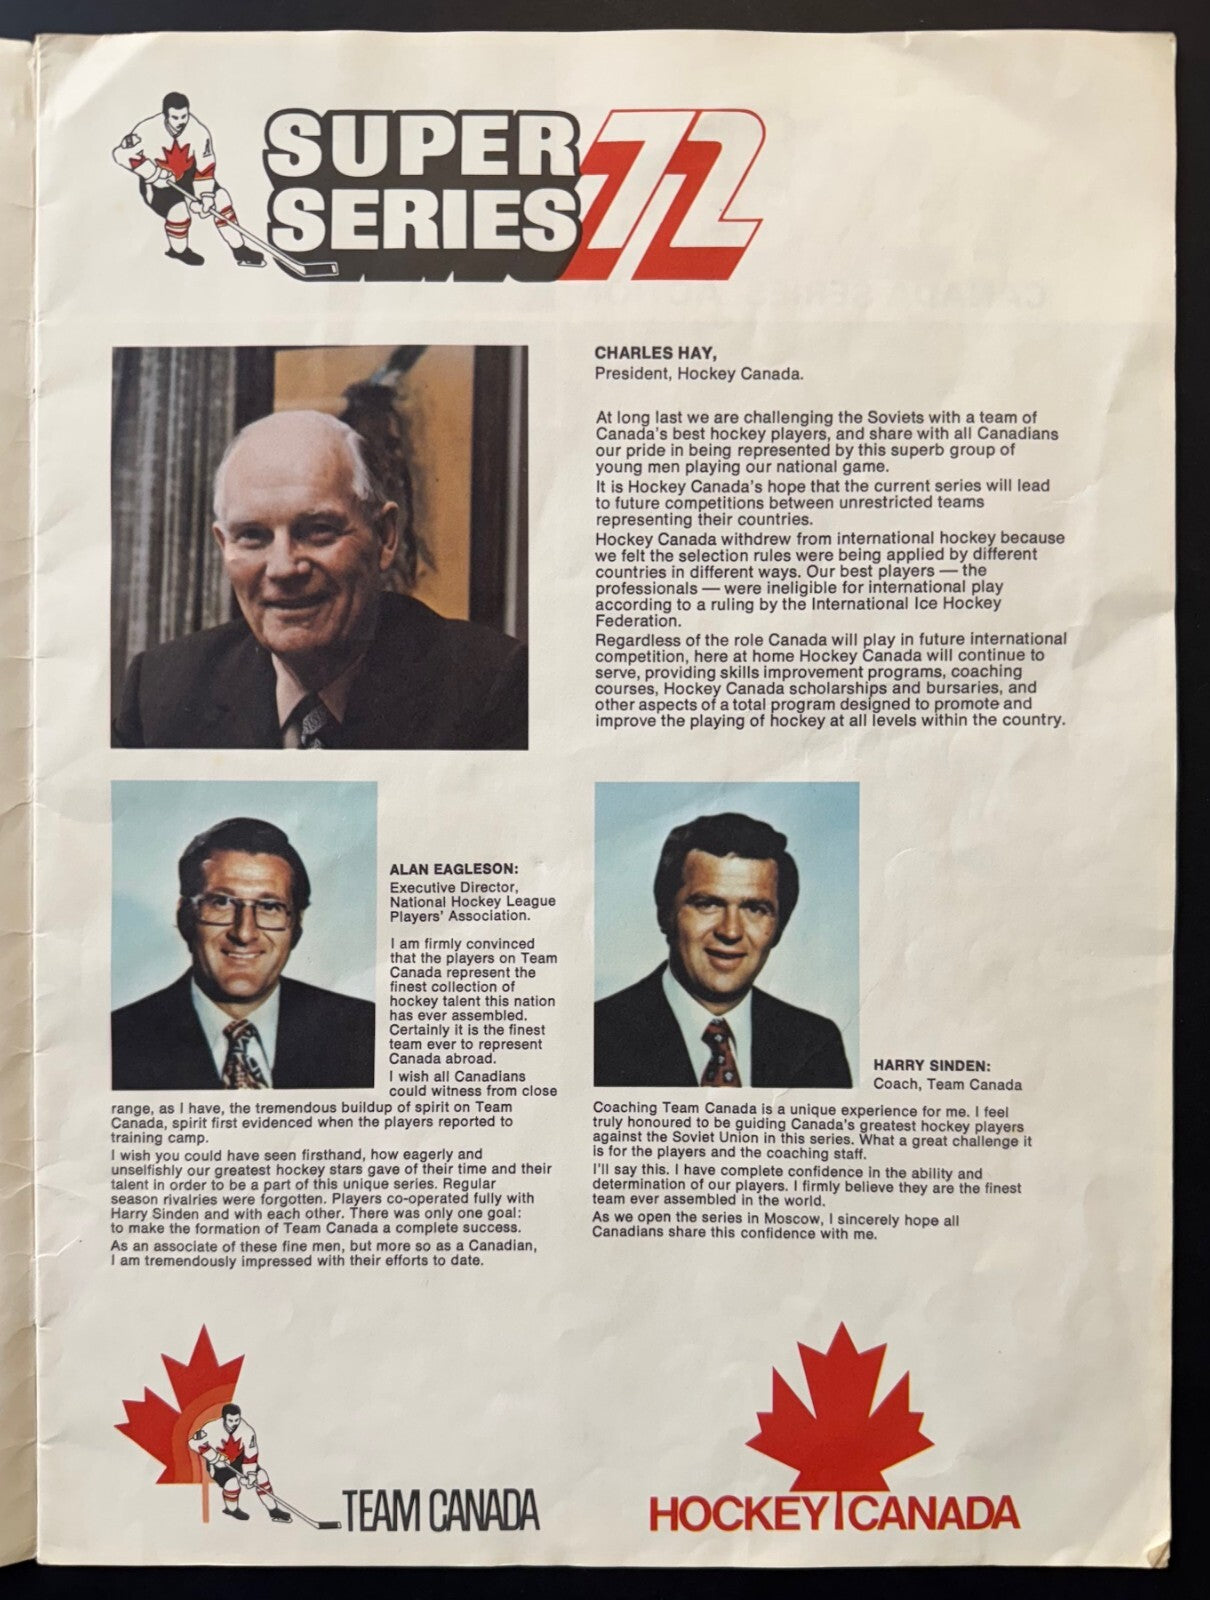 SUPER
SERIES 72
CHARLES HAY,
President, Hockey Canada.
At long last we are challenging the Soviets with a team of
Canada's best hockey players, and share with all Canadians
our pride in being represented by this superb group of
young men playing our national game.
It is Hockey Canada's hope that the current series will lead
to future competitions between unrestricted teams
representing their countries.
Hockey Canada withdrew from international hockey because
we felt the selection rules were being applied by different
countries in different ways. Our best players — the
professionals — were ineligible for international play
according to a ruling by the International Ice Hockey
Federation.
Regardless of the role Canada will play in future international
competition, here at home Hockey Canada will continue to
serve, providing skills improvement programs, coaching
courses, Hockey Canada scholarships and bursaries, and
other aspects of a total program designed to promote and
improve the playing of hockey at all levels within the country.
ALAN EAGLESON:
Executive Director,
National Hockey League
Players' Association.
I am firmly convinced
that the players on Team
Canada represent the
finest collection of
hockey talent this nation
has ever assembled.
Certainly it is the finest
team ever to represent
Canada abroad.
I wish all Canadians
could witness from close
range, as I have, the tremendous buildup of spirit on Team
Canada, spirit first evidenced when the players reported to
training camp.
I wish you could have seen firsthand, how eagerly and
unselfishly our greatest hockey stars gave of their time and their
talent in order to be a part of this unique series. Regular
season rivalries were forgotten. Players co-operated fully with
Harry Sinden and with each other. There was only one goal:
to make the formation of Team Canada a complete success.
As an associate of these fine men, but more so as a Canadian,
I am tremendously impressed with their efforts to date.
HARRY SINDEN:
Coach, Team Canada
Coaching Team Canada is a unique experience for me. I feel
truly honoured to be guiding Canada's greatest hockey players
against the Soviet Union in this series. What a great challenge it
is for the players and the coaching staff.
I'll say this. I have complete confidence in the ability and
determination of our players. I firmly believe they are the finest
team ever assembled in the world.
As we open the series in Moscow, I sincerely hope all
Canadians share this confidence with me.
TEAM CANADA
HOCKEY CANADA